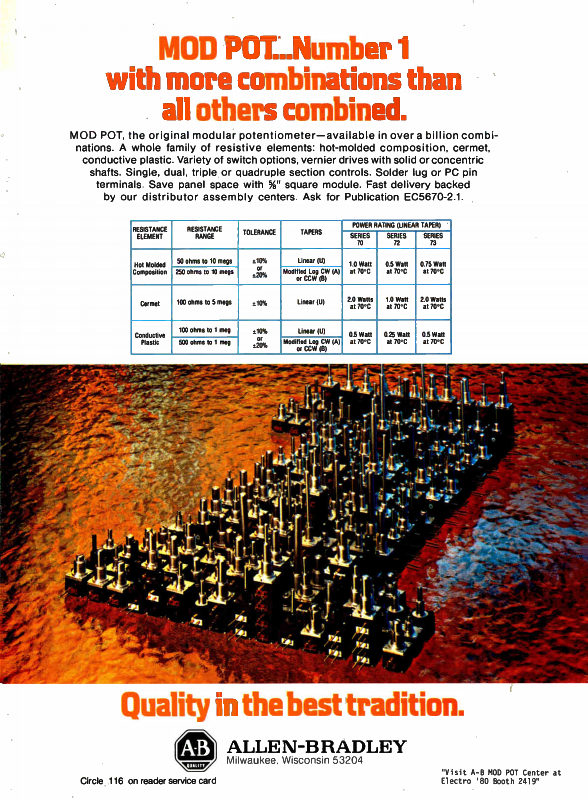 MOD POT...Number 1
with more combinations than
all others combined.
MOD POT, the original modular potentiometer—available in over a billion combi-
nations. A whole family of resistive elements: hot-molded composition, cermet,
conductive plastic. Variety of switch options, vernier drives with solid or concentric
shafts. Single, dual, triple or quadruple section controls. Solder lug or PC pin
terminals. Save panel space with ⅝" square module. Fast delivery backed
by our distributor assembly centers. Ask for Publication EC5670-2.1.
RESISTANCE ELEMENT RESISTANCE RANGE TOLERANCE TAPERS POWER RATING (LINEAR TAPER)
SERIES 70 SERIES 72 SERIES 73
Hot Molded Composition 50 ohms to 10 megs ±10% or ±20% Linear (U) 1.0 Watt at 70°C 0.5 Watt at 70°C 0.75 Watt at 70°C
250 ohms to 10 megs Modified Log CW (A) or CCW (B)
Cermet 100 ohms to 5 megs ±10% Linear (U) 2.0 Watts at 70°C 1.0 Watt at 70°C 2.0 Watts at 70°C
Conductive Plastic 100 ohms to 1 meg ±10% or ±20% Linear (U) 0.5 Watt at 70°C 0.25 Watt at 70°C 0.5 Watt at 70°C
500 ohms to 1 meg Modified Log CW (A) or CCW (B)
Quality in the best tradition.
A-B
QUALITY
ALLEN-BRADLEY
Milwaukee, Wisconsin 53204
Circle 116 on reader service card
"Visit A-B MOD POT Center at
Electro '80 Booth 2419"